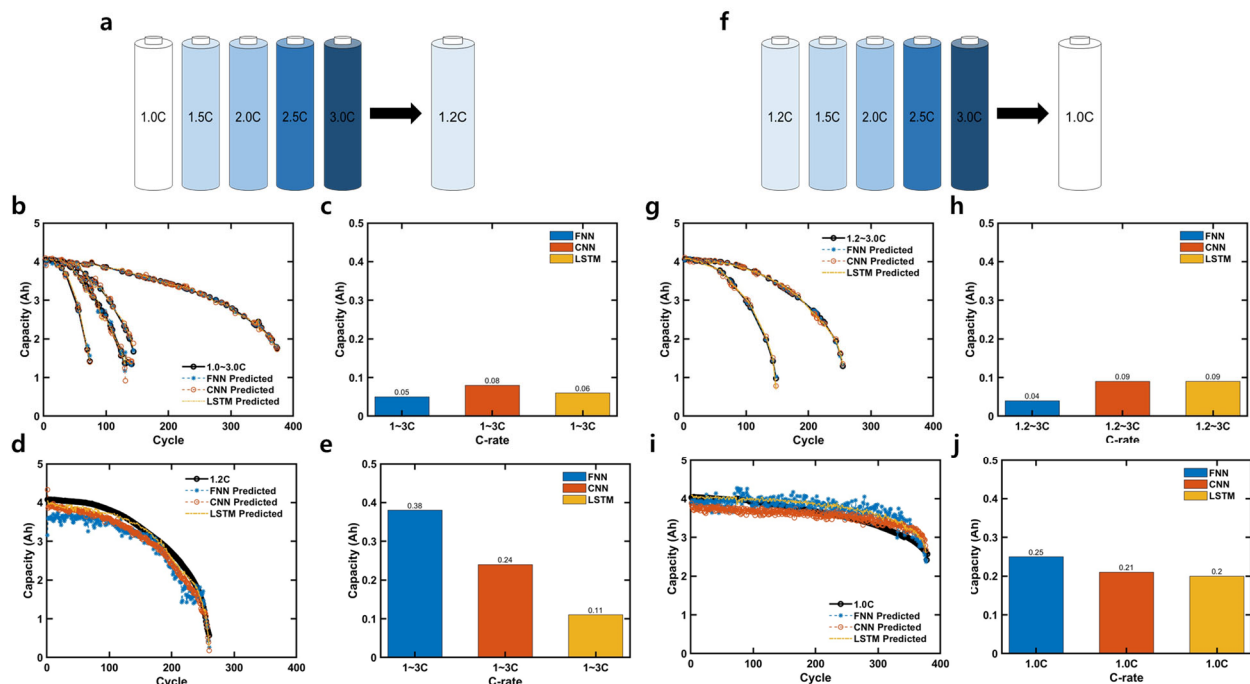 a
1.0C 1.5C 2.0C 2.5C 3.0C 1.2C
f
1.2C 1.5C 2.0C 2.5C 3.0C 1.0C
b
Capacity (Ah)
5
4
3
2
1
0
1.0~3.0C
FNN Predicted
CNN Predicted
LSTM Predicted
0 100 200 300 400
Cycle
c
Capacity (Ah)
0.5
0.4
0.3
0.2
0.1
0
FNN
CNN
LSTM
0.05 0.08 0.06
1~3C 1~3C 1~3C
C-rate
g
Capacity (Ah)
5
4
3
2
1
0
1.2~3.0C
FNN Predicted
CNN Predicted
LSTM Predicted
0 100 200 300 400
Cycle
h
Capacity (Ah)
0.5
0.4
0.3
0.2
0.1
0
FNN
CNN
LSTM
0.04 0.09 0.09
1.2~3C 1.2~3C 1.2~3C
C-rate
d
Capacity (Ah)
5
4
3
2
1
0
1.2C
FNN Predicted
CNN Predicted
LSTM Predicted
0 100 200 300 400
Cycle
e
Capacity (Ah)
0.5
0.4
0.3
0.2
0.1
0
FNN
CNN
LSTM
0.38 0.24 0.11
1~3C 1~3C 1~3C
C-rate
i
Capacity (Ah)
5
4
3
2
1
0
1.0C
FNN Predicted
CNN Predicted
LSTM Predicted
0 100 200 300 400
Cycle
j
Capacity (Ah)
0.5
0.4
0.3
0.2
0.1
0
FNN
CNN
LSTM
0.25 0.21 0.2
1.0C 1.0C 1.0C
C-rate